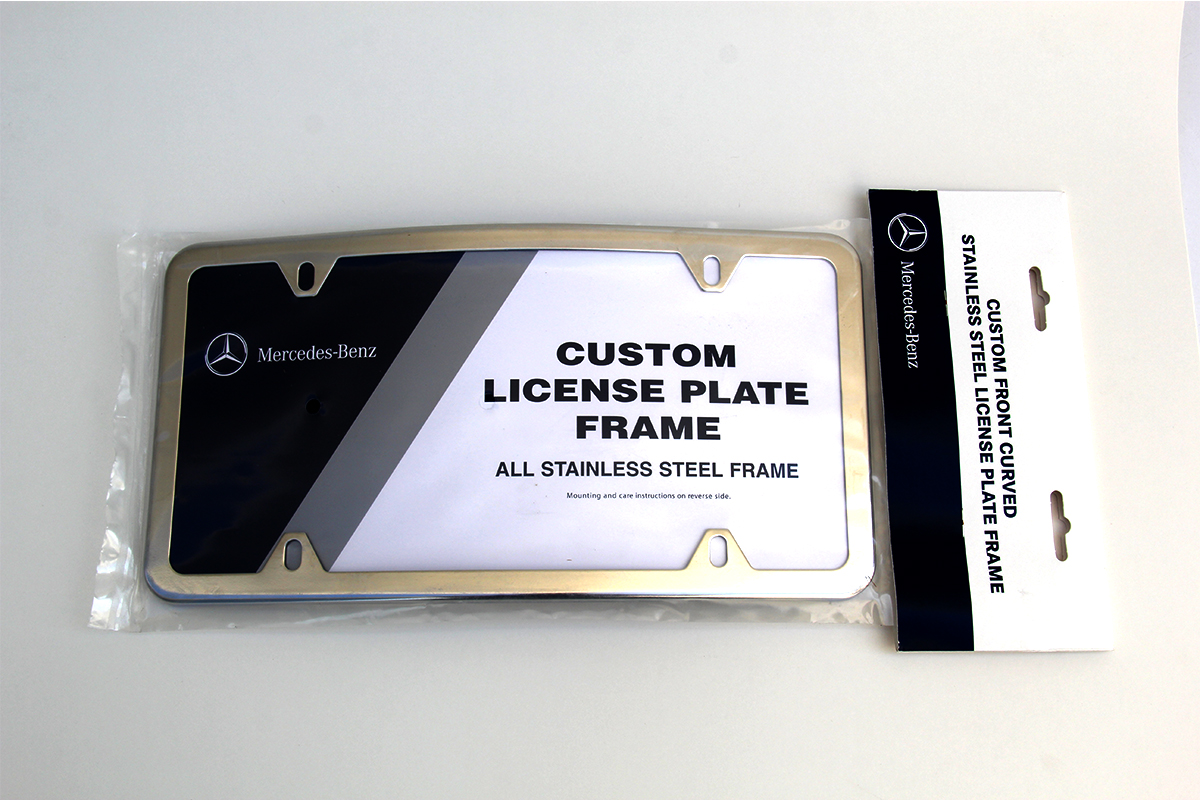 Mercedes-Benz
CUSTOM
LICENSE PLATE
FRAME
ALL STAINLESS STEEL FRAME
Mounting and care instructions on reverse side.
Mercedes-Benz
CUSTOM FRONT CURVED
STAINLESS STEEL LICENSE PLATE FRAME